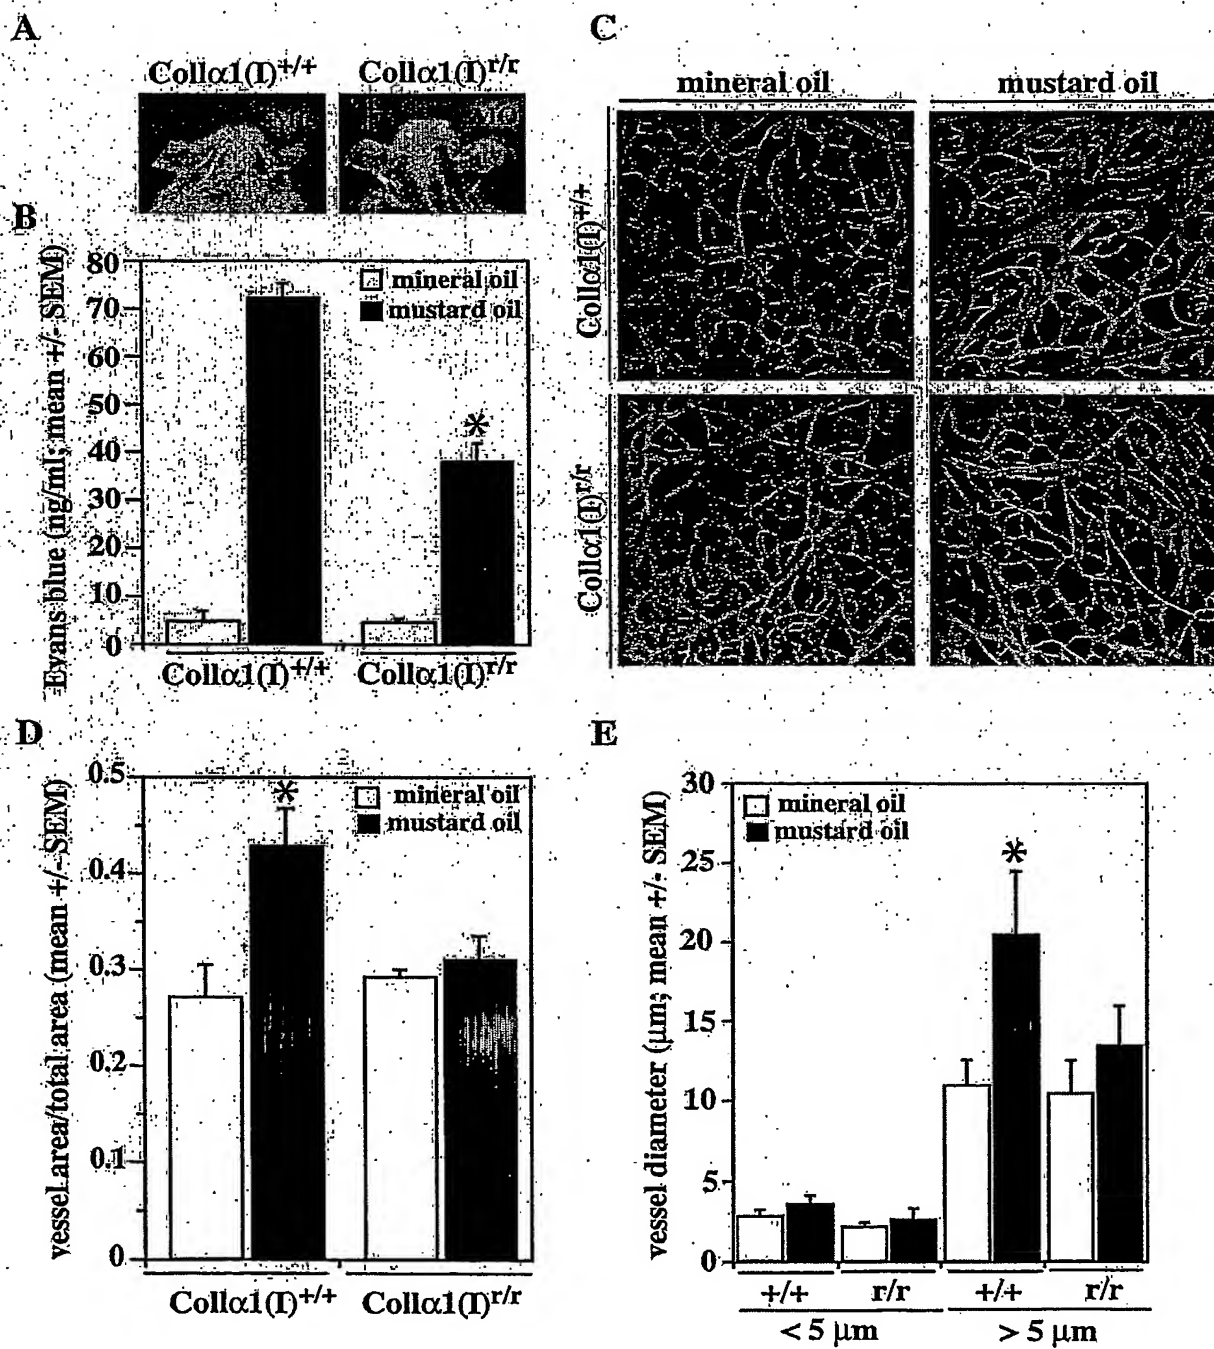 A
Collα1(I)+/+
Collα1(I)r/r
B
Evans blue (ng/ml; mean +/- SEM)
80
70
60
50
40
30
20
10
0
mineral oil
mustard oil
*
Collα1(I)+/+
Collα1(I)r/r
C
mineral oil
mustard oil
Collα1(I)+/+
Collα1(I)r/r
D
vessel area/total area (mean +/- SEM)
0.5
0.4
0.3
0.2
0.1
0
*
mineral oil
mustard oil
Collα1(I)+/+
Collα1(I)r/r
E
vessel diameter (μm; mean +/- SEM)
30
25
20
15
10
5
0
mineral oil
mustard oil
*
+/+
r/r
+/+
r/r
< 5 μm
> 5 μm